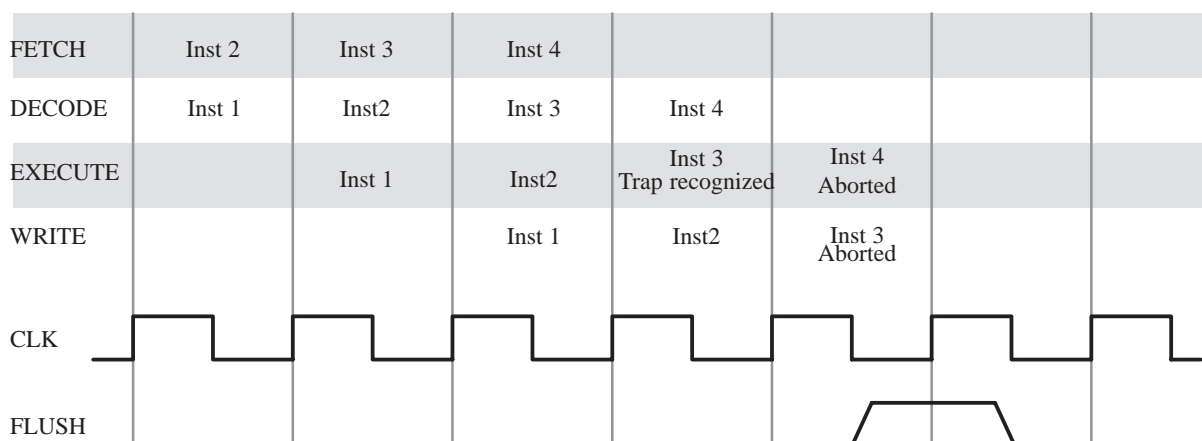 FETCH Inst 2 Inst 3 Inst 4
DECODE Inst 1 Inst2 Inst 3 Inst 4
EXECUTE Inst 1 Inst2 Inst 3 Trap recognized Inst 4 Aborted
WRITE Inst 1 Inst2 Inst 3 Aborted
CLK
FLUSH